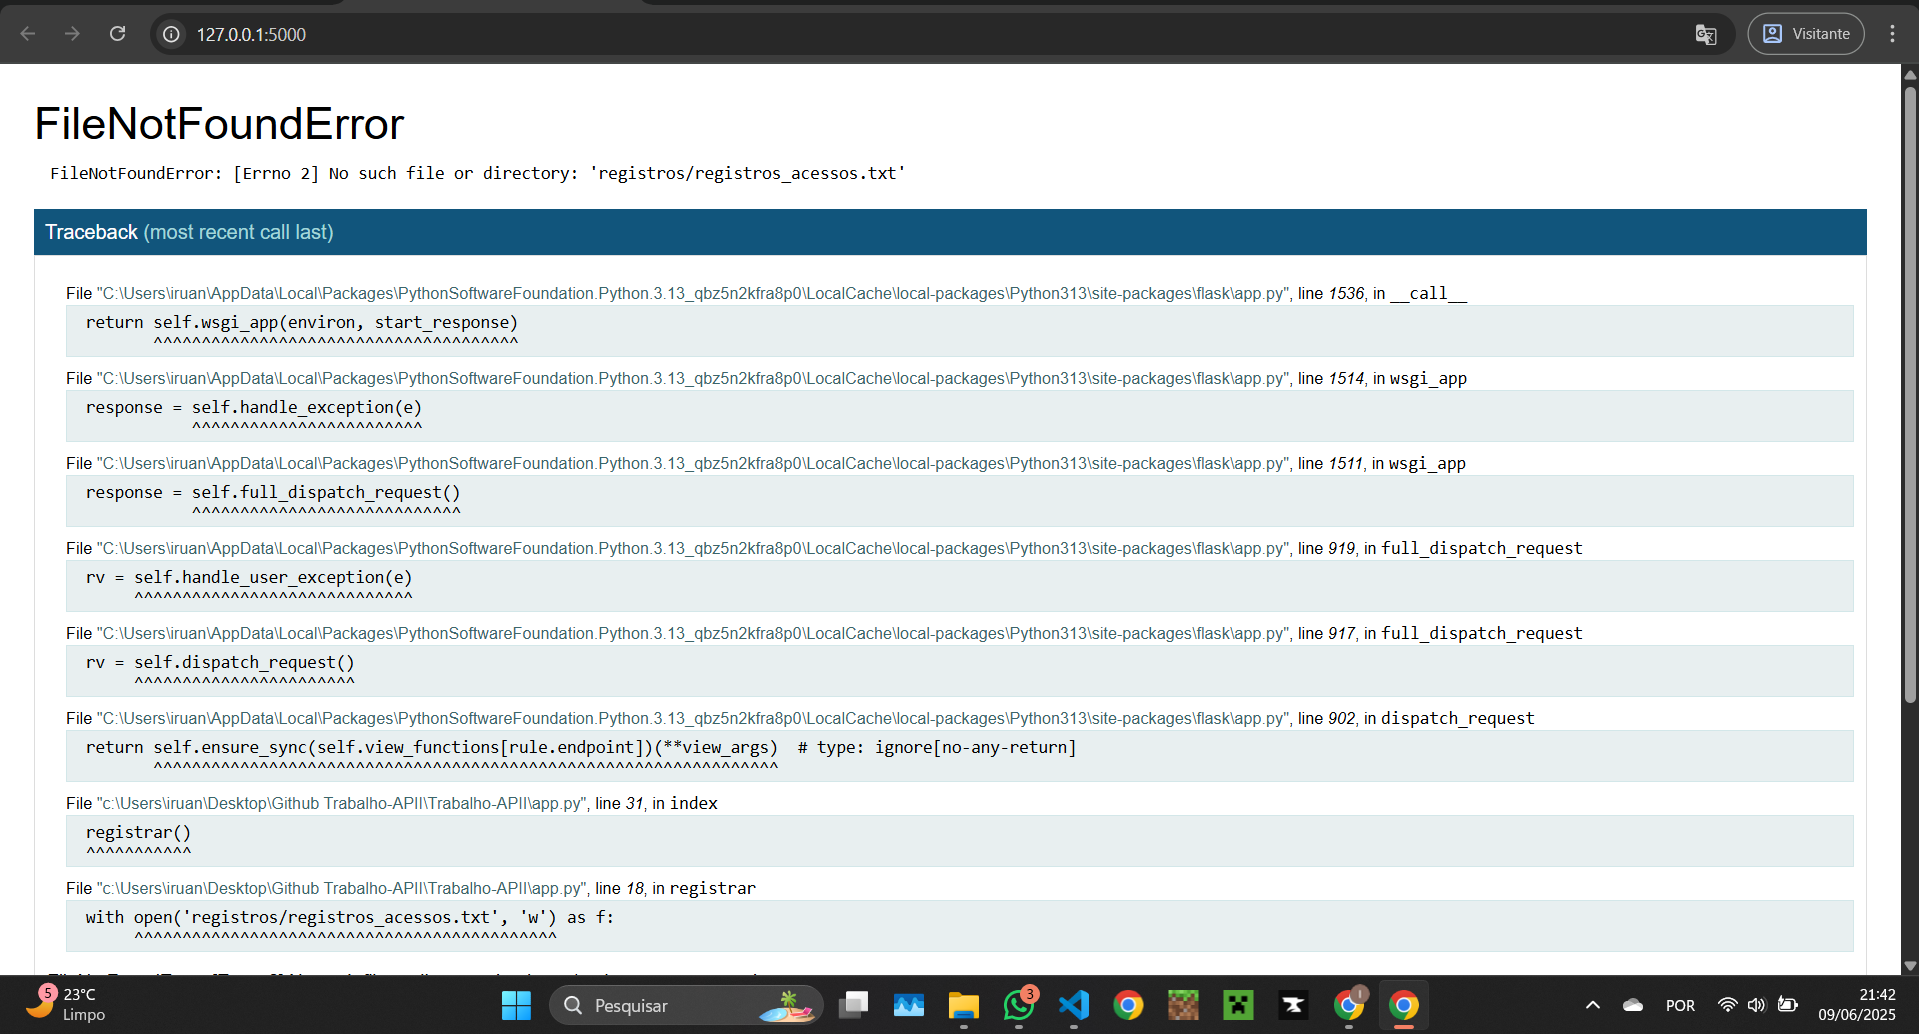 127.0.0.1:5000
Visitante
FileNotFoundError
FileNotFoundError: [Errno 2] No such file or directory: 'registros/registros_acessos.txt'
Traceback (most recent call last)
File "C:\Users\iruan\AppData\Local\Packages\PythonSoftwareFoundation.Python.3.13_qbz5n2kfra8p0\LocalCache\local-packages\Python313\site-packages\flask\app.py", line 1536, in __call__
return self.wsgi_app(environ, start_response)
^^^^^^^^^^^^^^^^^^^^^^^^^^^^^^^^^^^^^^
File "C:\Users\iruan\AppData\Local\Packages\PythonSoftwareFoundation.Python.3.13_qbz5n2kfra8p0\LocalCache\local-packages\Python313\site-packages\flask\app.py", line 1514, in wsgi_app
response = self.handle_exception(e)
^^^^^^^^^^^^^^^^^^^^^^^^
File "C:\Users\iruan\AppData\Local\Packages\PythonSoftwareFoundation.Python.3.13_qbz5n2kfra8p0\LocalCache\local-packages\Python313\site-packages\flask\app.py", line 1511, in wsgi_app
response = self.full_dispatch_request()
^^^^^^^^^^^^^^^^^^^^^^^^^^^^
File "C:\Users\iruan\AppData\Local\Packages\PythonSoftwareFoundation.Python.3.13_qbz5n2kfra8p0\LocalCache\local-packages\Python313\site-packages\flask\app.py", line 919, in full_dispatch_request
rv = self.handle_user_exception(e)
^^^^^^^^^^^^^^^^^^^^^^^^^^^^^
File "C:\Users\iruan\AppData\Local\Packages\PythonSoftwareFoundation.Python.3.13_qbz5n2kfra8p0\LocalCache\local-packages\Python313\site-packages\flask\app.py", line 917, in full_dispatch_request
rv = self.dispatch_request()
^^^^^^^^^^^^^^^^^^^^^^^
File "C:\Users\iruan\AppData\Local\Packages\PythonSoftwareFoundation.Python.3.13_qbz5n2kfra8p0\LocalCache\local-packages\Python313\site-packages\flask\app.py", line 902, in dispatch_request
return self.ensure_sync(self.view_functions[rule.endpoint])(**view_args)  # type: ignore[no-any-return]
^^^^^^^^^^^^^^^^^^^^^^^^^^^^^^^^^^^^^^^^^^^^^^^^^^^^^^^^^^^^^^^^^
File "c:\Users\iruan\Desktop\Github Trabalho-APII\Trabalho-APII\app.py", line 31, in index
registrar()
^^^^^^^^^^^
File "c:\Users\iruan\Desktop\Github Trabalho-APII\Trabalho-APII\app.py", line 18, in registrar
with open('registros/registros_acessos.txt', 'w') as f:
^^^^^^^^^^^^^^^^^^^^^^^^^^^^^^^^^^^^^^^^^^^^
5
23°C
Limpo
Pesquisar
3
POR
21:42
09/06/2025